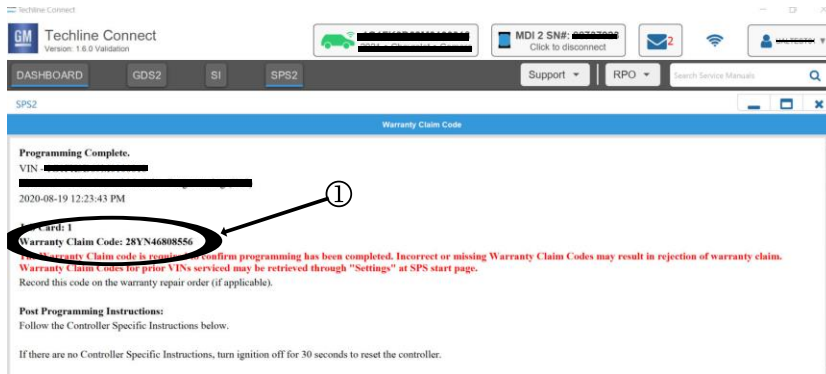 Techline Connect
GM Techline Connect
Version: 1.6.0 Validation
MDI 2 SN#:
Click to disconnect
2
DASHBOARD GDS2 SI SPS2 Support RPO Search Service Manuals
SPS2
Warranty Claim Code
Programming Complete.
VIN -
2020-08-19 12:23:43 PM
①
Card: 1
Warranty Claim Code: 28YN46808556
Warranty Claim code is required to confirm programming has been completed. Incorrect or missing Warranty Claim Codes may result in rejection of warranty claim.
Warranty Claim Codes for prior VINs serviced may be retrieved through "Settings" at SPS start page.
Record this code on the warranty repair order (if applicable).
Post Programming Instructions:
Follow the Controller Specific Instructions below.
If there are no Controller Specific Instructions, turn ignition off for 30 seconds to reset the controller.